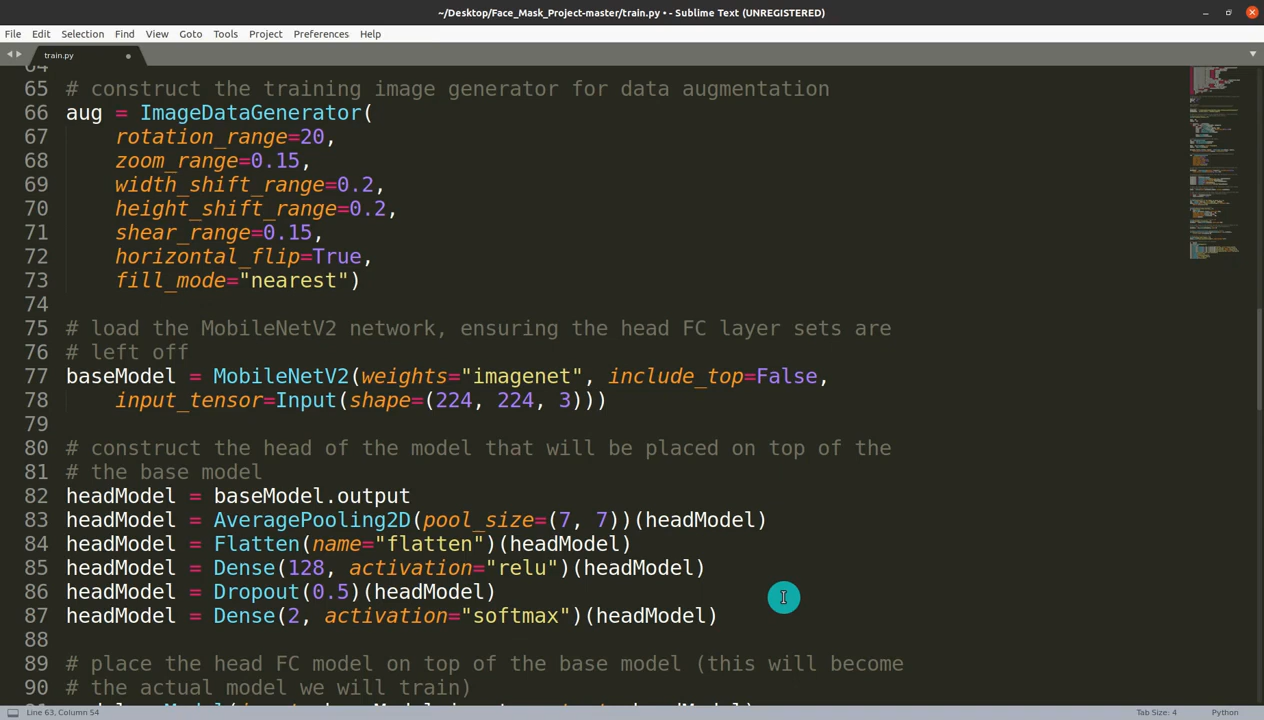 ~/Desktop/Face_Mask_Project-master/train.py • - Sublime Text (UNREGISTERED)
File Edit Selection Find View Goto Tools Project Preferences Help
train.py
64
65 # construct the training image generator for data augmentation
66 aug = ImageDataGenerator(
67 rotation_range=20,
68 zoom_range=0.15,
69 width_shift_range=0.2,
70 height_shift_range=0.2,
71 shear_range=0.15,
72 horizontal_flip=True,
73 fill_mode="nearest")
74
75 # load the MobileNetV2 network, ensuring the head FC layer sets are
76 # left off
77 baseModel = MobileNetV2(weights="imagenet", include_top=False,
78 input_tensor=Input(shape=(224, 224, 3)))
79
80 # construct the head of the model that will be placed on top of the
81 # the base model
82 headModel = baseModel.output
83 headModel = AveragePooling2D(pool_size=(7, 7))(headModel)
84 headModel = Flatten(name="flatten")(headModel)
85 headModel = Dense(128, activation="relu")(headModel)
86 headModel = Dropout(0.5)(headModel)
87 headModel = Dense(2, activation="softmax")(headModel)
88
89 # place the head FC model on top of the base model (this will become
90 # the actual model we will train)
Line 63, Column 54 Tab Size: 4 Python